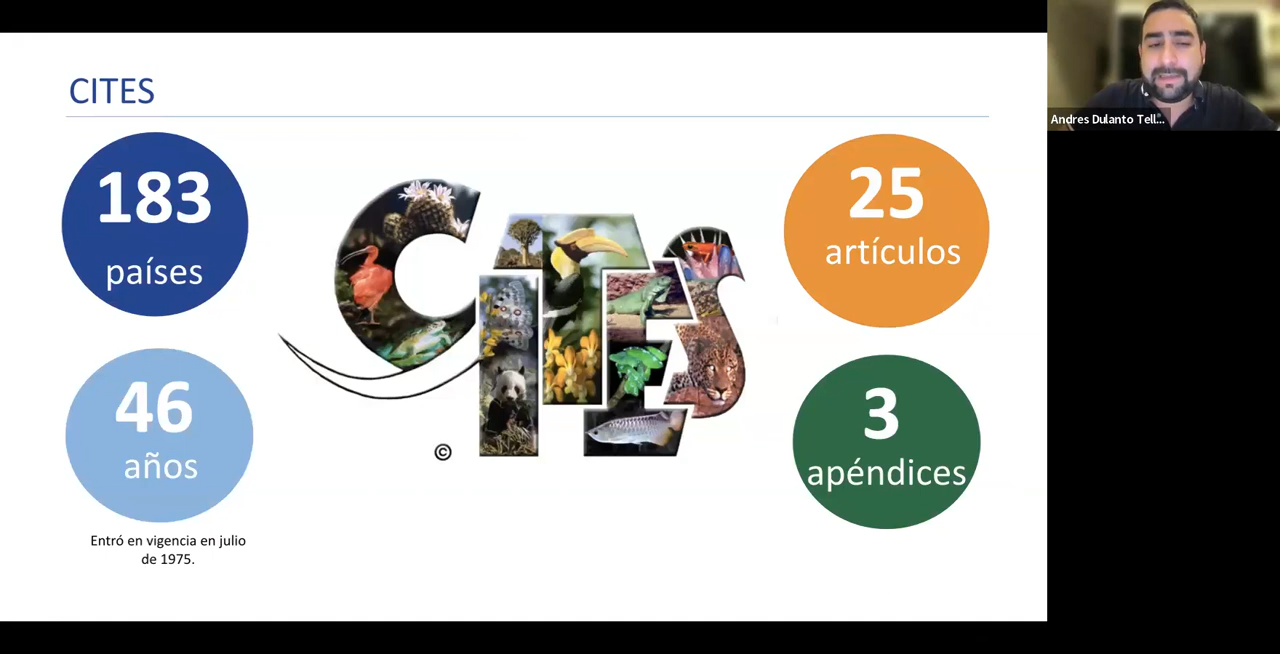 CITES
183
países
46
años
Entró en vigencia en julio
de 1975.
CITES
©
25
artículos
3
apéndices
Andres Dulanto Tell...